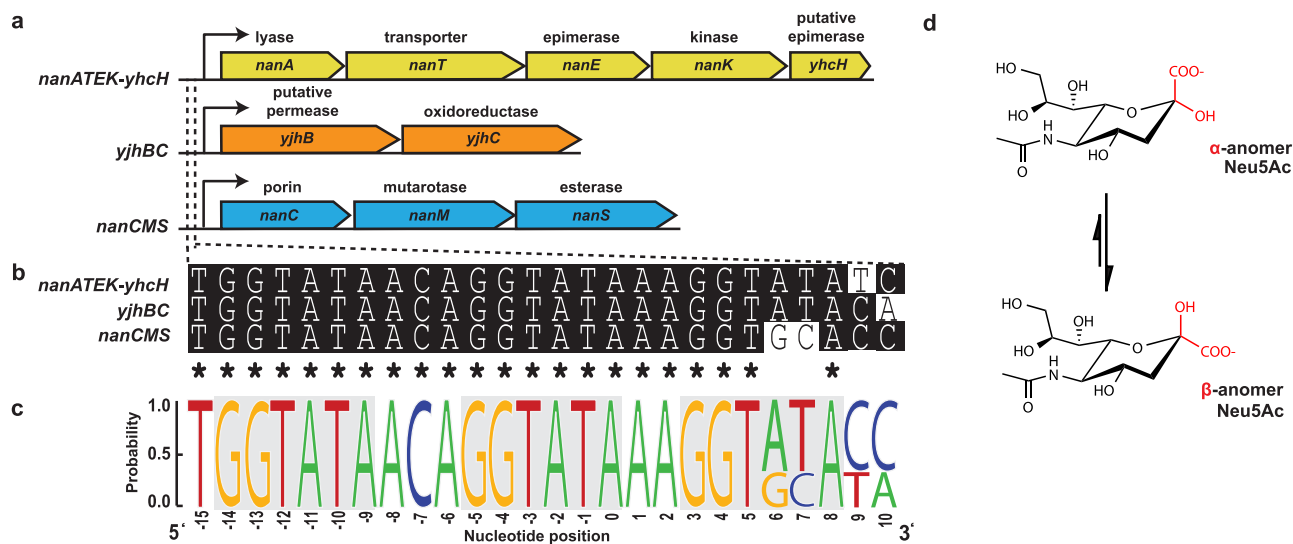 a
lyase transporter epimerase kinase putative epimerase
nanATEK-yhcH nanA nanT nanE nanK yhcH
putative permease oxidoreductase
yjhBC yjhB yjhC
porin mutarotase esterase
nanCMS nanC nanM nanS
b
nanATEK-yhcH T G G T A T A A C A G G T A T A A A G G T A T A T C
yjhBC T G G T A T A A C A G G T A T A A A G G T A T A C A
nanCMS T G G T A T A A C A G G T A T A A A G G T G C A C C
* * * * * * * * * * * * * * * * * * * * * *
c
Probability
1.0
0.5
0.0
T G G T A T A A C A G G T A T A A A G G T A T A C C
G C T A
5' -15 -14 -13 -12 -11 -10 -9 -8 -7 -6 -5 -4 -3 -2 -1 0 1 2 3 4 5 6 7 8 9 10 3'
Nucleotide position
d
HO
OH
COO-
HO
O
OH
H
N
HO
O
α-anomer
Neu5Ac
HO
OH
OH
HO
O
COO-
H
N
HO
O
β-anomer
Neu5Ac